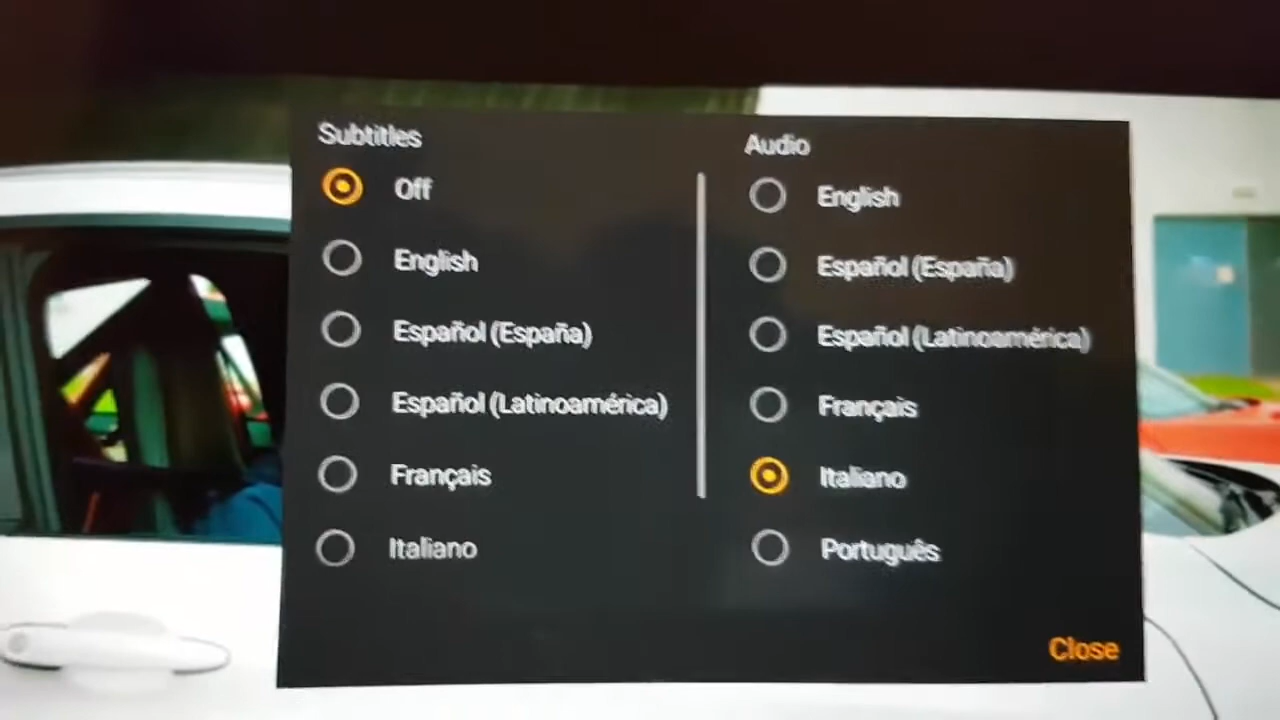 Subtitles
Off
English
Español (España)
Español (Latinoamérica)
Français
Italiano
Audio
English
Español (España)
Español (Latinoamérica)
Français
Italiano
Português
Close